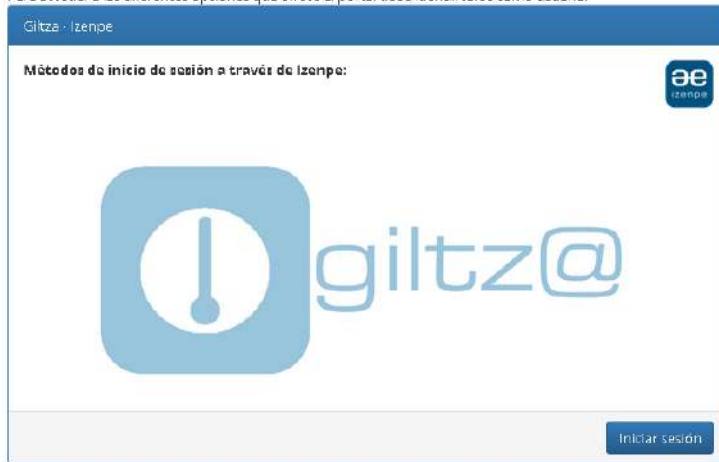 Giltza - Izenpe
Métodos de inicio de sesión a través de Izenpe:
izenpe
giltz@
Iniciar sesión